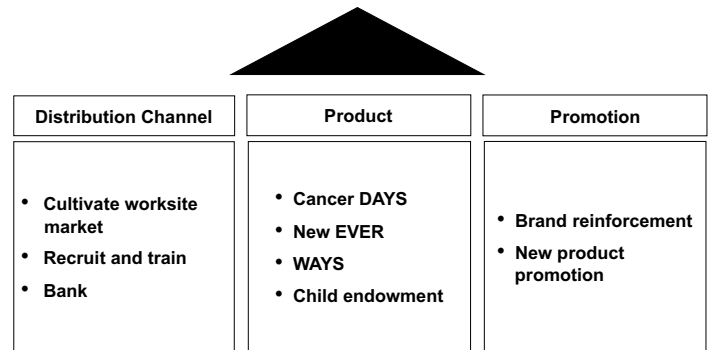 Distribution Channel
Product
Promotion
• Cultivate worksite
market
• Recruit and train
• Bank
• Cancer DAYS
• New EVER
• WAYS
• Child endowment
• Brand reinforcement
• New product
promotion